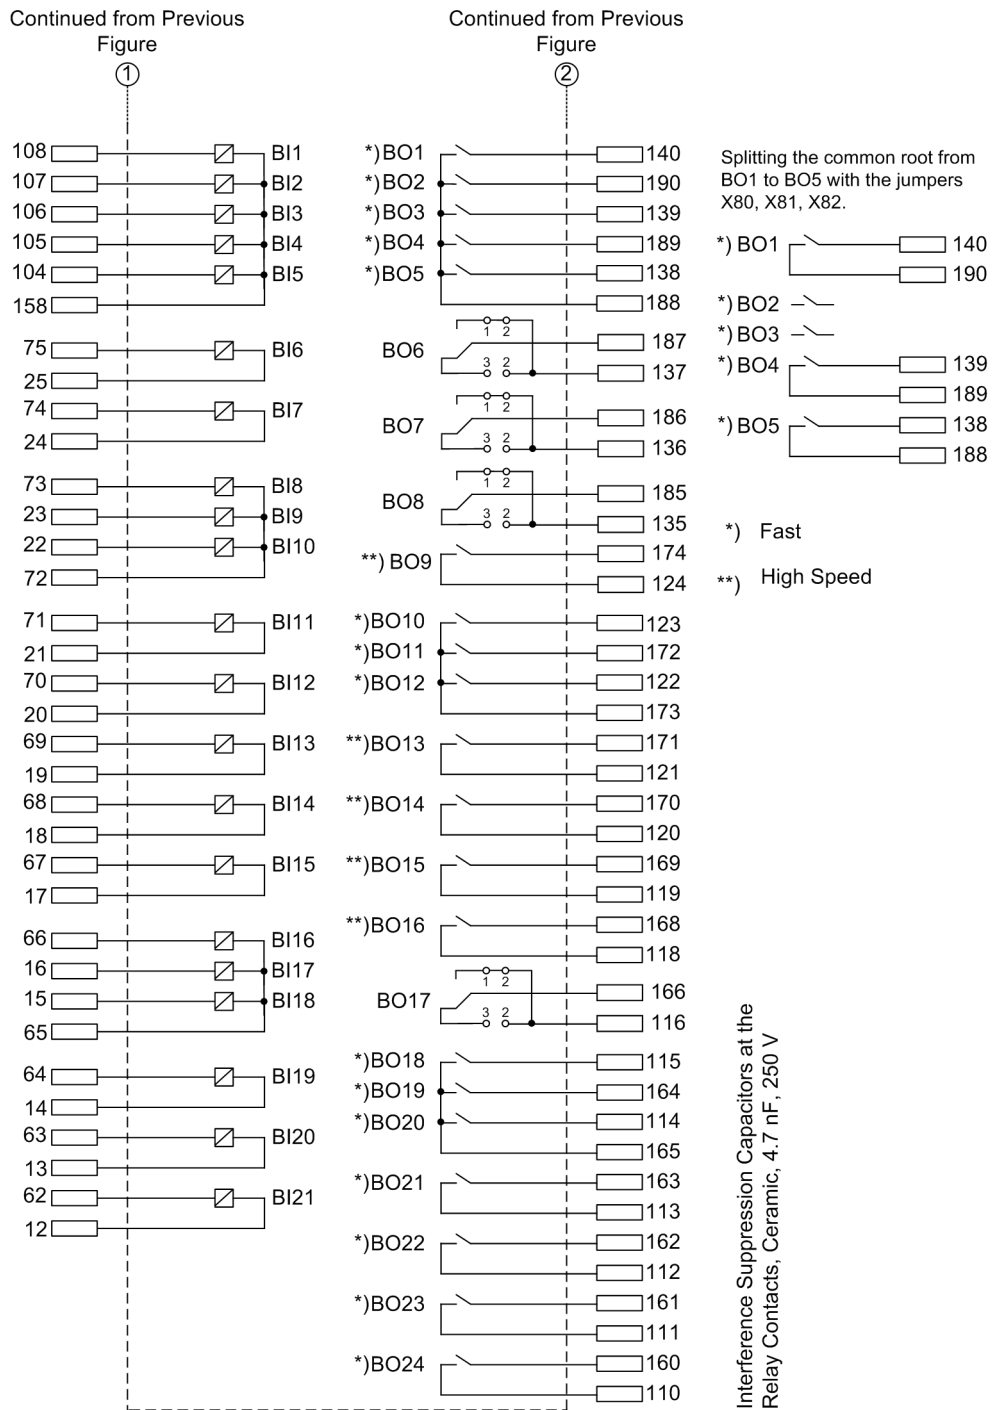 Continued from Previous
Figure
1
Continued from Previous
Figure
2
108 BI1
107 BI2
106 BI3
105 BI4
104 BI5
158
75 BI6
25
74 BI7
24
73 BI8
23 BI9
22 BI10
72
71 BI11
21
70 BI12
20
69 BI13
19
68 BI14
18
67 BI15
17
66 BI16
16 BI17
15 BI18
65
64 BI19
14
63 BI20
13
62 BI21
12
*)BO1 140
*)BO2 190
*)BO3 139
*)BO4 189
*)BO5 138
188
1 2
BO6 187
3 2
137
1 2
BO7 186
3 2
136
1 2
BO8 185
3 2
135
**) BO9 174
124
*)BO10 123
*)BO11 172
*)BO12 122
173
**)BO13 171
121
**)BO14 170
120
**)BO15 169
119
**)BO16 168
118
1 2
BO17 166
3 2
116
*)BO18 115
*)BO19 164
*)BO20 114
165
*)BO21 163
113
*)BO22 162
112
*)BO23 161
111
*)BO24 160
110
Splitting the common root from
BO1 to BO5 with the jumpers
X80, X81, X82.
*) BO1 140
190
*) BO2
*) BO3
*) BO4 139
189
*) BO5 138
188
*) Fast
**) High Speed
Interference Suppression Capacitors at the
Relay Contacts, Ceramic, 4.7 nF, 250 V